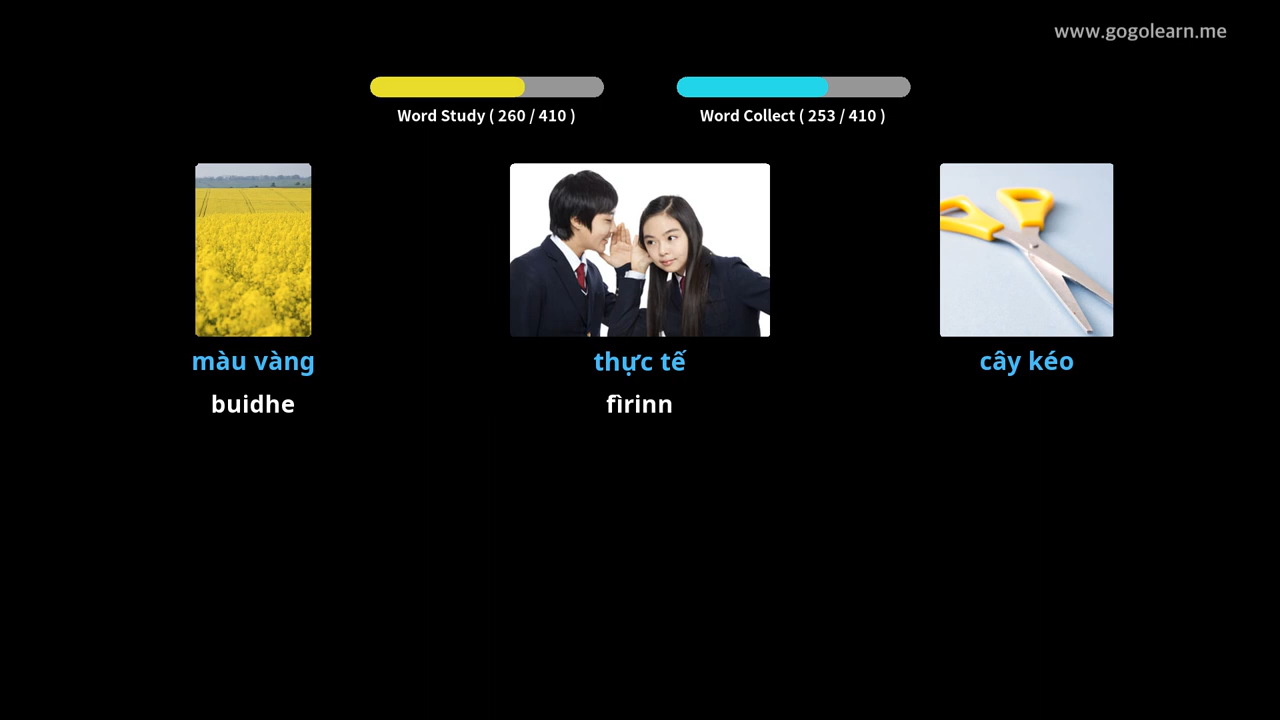 www.gogolearn.me
Word Study ( 260 / 410 )
Word Collect ( 253 / 410 )
màu vàng
thực tế
cây kéo
buidhe
fìrinn